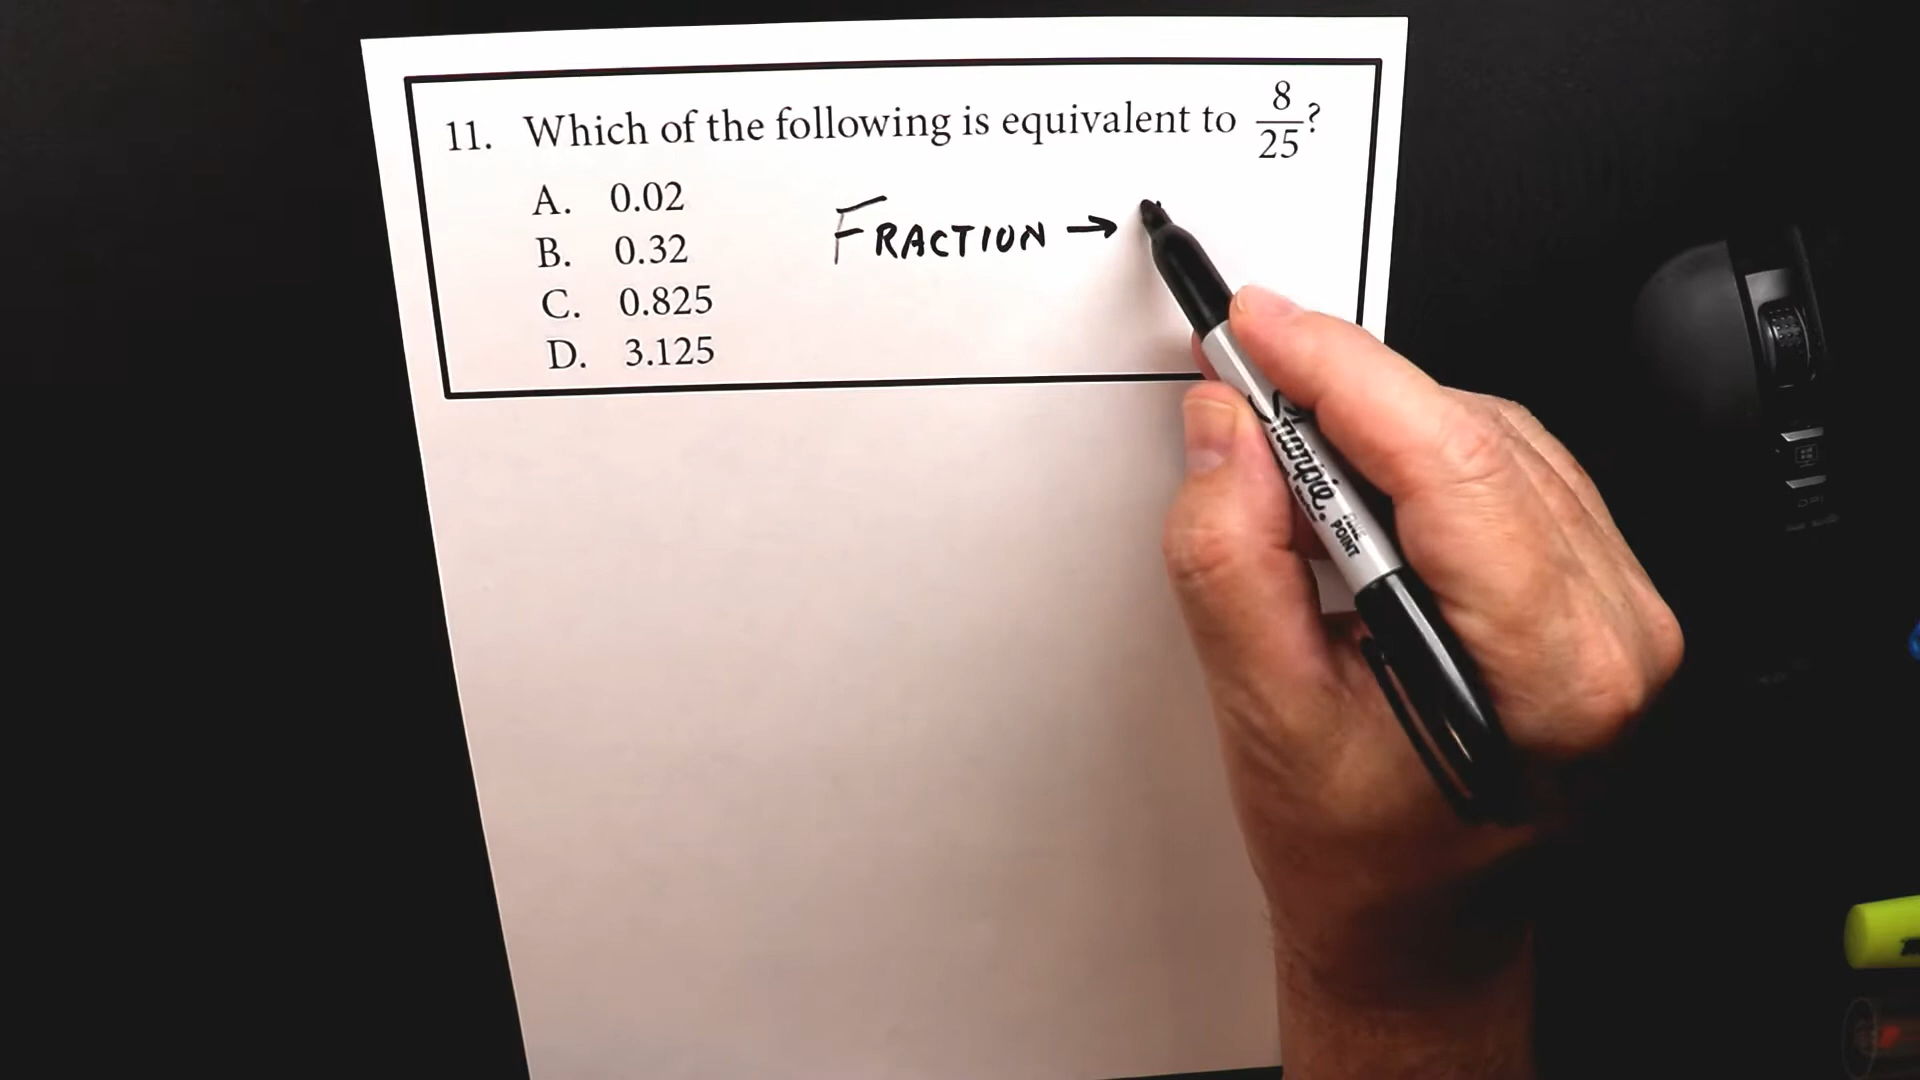 11. Which of the following is equivalent to 8/25?
A. 0.02
B. 0.32
C. 0.825
D. 3.125
FRACTION →
Sharpie.
FINE POINT